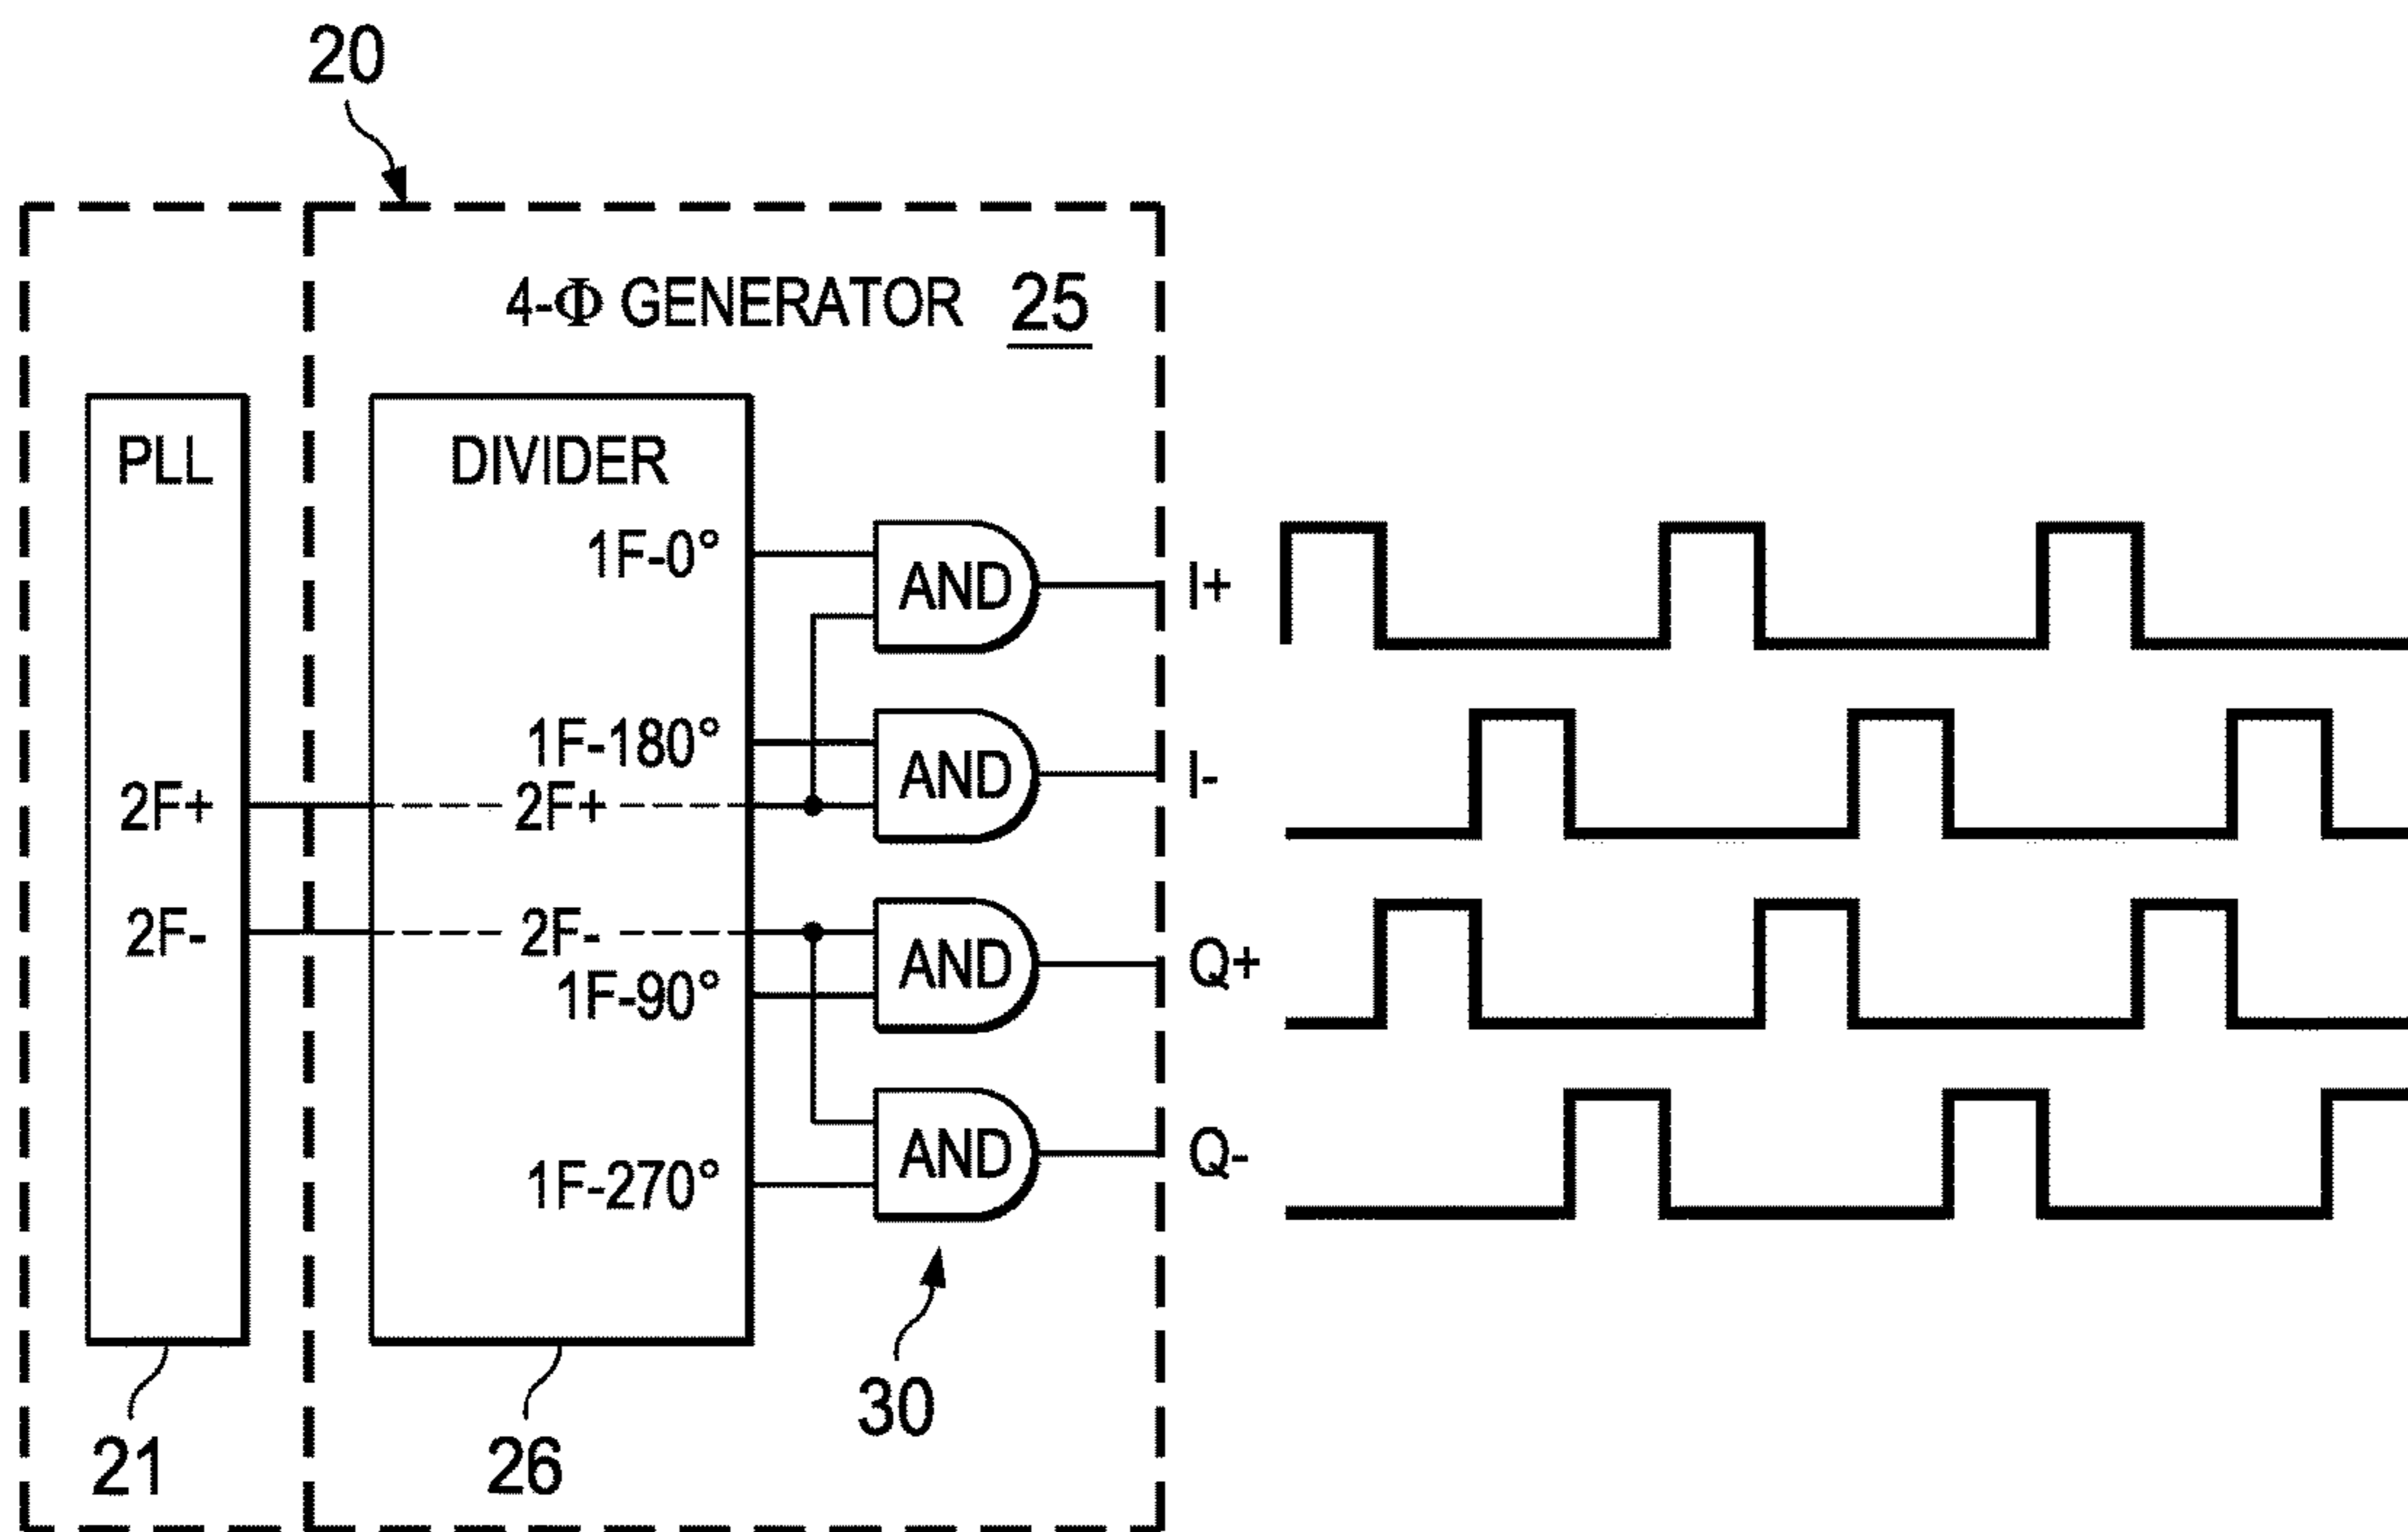 20
4-Φ GENERATOR 25
PLL
DIVIDER
1F-0°
AND
I+
1F-180°
AND
I-
2F+
2F+
2F-
2F-
AND
Q+
1F-90°
AND
Q-
1F-270°
30
21
26